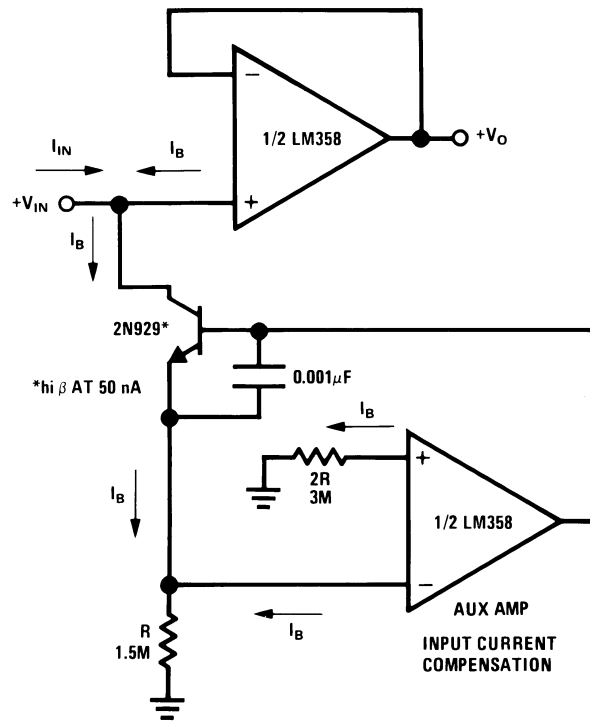 −
1/2 LM358
+V_O
I_IN
I_B
+V_IN
+
I_B
2N929*
*hi β AT 50 nA
0.001μF
I_B
+
2R
3M
1/2 LM358
I_B
−
I_B
R
1.5M
AUX AMP
INPUT CURRENT
COMPENSATION